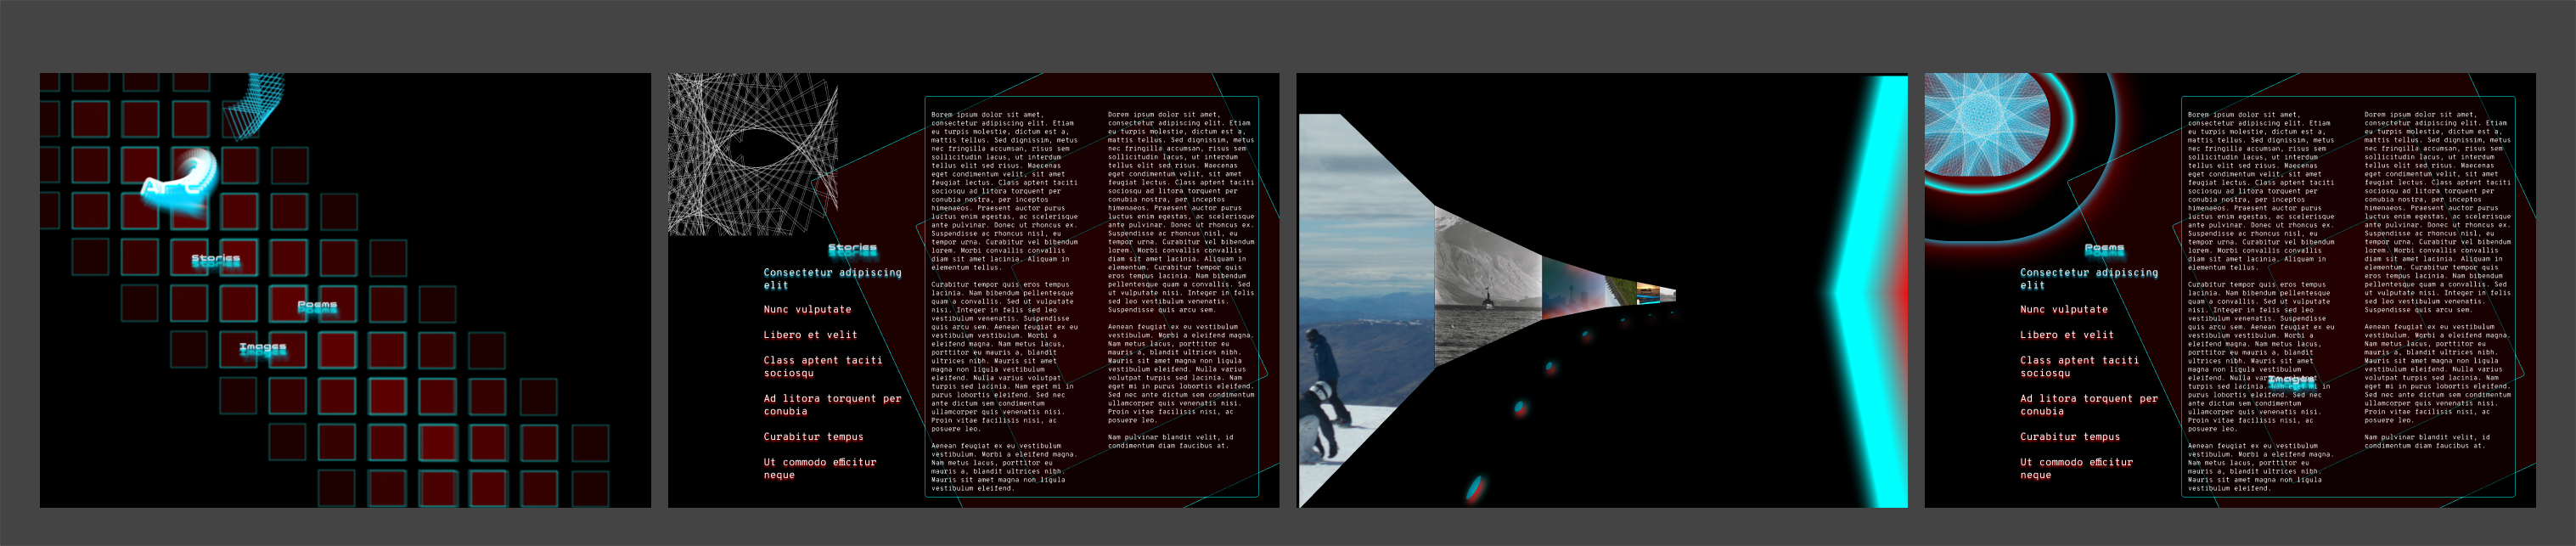 Stories
Stories
Poems
Poems
Images
Images
Stories
Stories
Consectetur adipiscing
elit
Nunc vulputate
Libero et velit
Class aptent taciti
sociosqu
Ad litora torquent per
conubia
Curabitur tempus
Ut commodo efficitur
neque
Borem ipsum dolor sit amet,
consectetur adipiscing elit. Etiam
eu turpis molestie, dictum est a,
mattis tellus. Sed dignissim, metus
nec fringilla accumsan, risus sem
sollicitudin lacus, ut interdum
tellus elit sed risus. Maecenas
eget condimentum velit, sit amet
feugiat lectus. Class aptent taciti
sociosqu ad litora torquent per
conubia nostra, per inceptos
himenaeos. Praesent auctor purus
luctus enim egestas, ac scelerisque
ante pulvinar. Donec ut rhoncus ex.
Suspendisse ac rhoncus nisl, eu
tempor urna. Curabitur vel bibendum
lorem. Morbi convallis convallis
diam sit amet lacinia. Aliquam in
elementum tellus.
Curabitur tempor quis eros tempus
lacinia. Nam bibendum pellentesque
quam a convallis. Sed ut vulputate
nisi. Integer in felis sed leo
vestibulum venenatis. Suspendisse
quis arcu sem. Aenean feugiat ex eu
vestibulum vestibulum. Morbi a
eleifend magna. Nam metus lacus,
porttitor eu mauris a, blandit
ultrices nibh. Mauris sit amet
magna non ligula vestibulum
eleifend. Nulla varius volutpat
turpis sed lacinia. Nam eget mi in
purus lobortis eleifend. Sed nec
ante dictum sem condimentum
ullamcorper quis venenatis nisi.
Proin vitae facilisis nisi, ac
posuere leo.
Aenean feugiat ex eu vestibulum
vestibulum. Morbi a eleifend magna.
Nam metus lacus, porttitor eu
mauris a, blandit ultrices nibh.
Mauris sit amet magna non ligula
vestibulum eleifend.
Dorem ipsum dolor sit amet,
consectetur adipiscing elit. Etiam
eu turpis molestie, dictum est a,
mattis tellus. Sed dignissim, metus
nec fringilla accumsan, risus sem
sollicitudin lacus, ut interdum
tellus elit sed risus. Maecenas
eget condimentum velit, sit amet
feugiat lectus. Class aptent taciti
sociosqu ad litora torquent per
conubia nostra, per inceptos
himenaeos. Praesent auctor purus
luctus enim egestas, ac scelerisque
ante pulvinar. Donec ut rhoncus ex.
Suspendisse ac rhoncus nisl, eu
tempor urna. Curabitur vel bibendum
lorem. Morbi convallis convallis
diam sit amet lacinia. Aliquam in
elementum. Curabitur tempor quis
eros tempus lacinia. Nam bibendum
pellentesque quam a convallis. Sed
ut vulputate nisi. Integer in felis
sed leo vestibulum venenatis.
Suspendisse quis arcu sem.
Aenean feugiat ex eu vestibulum
vestibulum. Morbi a eleifend magna.
Nam metus lacus, porttitor eu
mauris a, blandit ultrices nibh.
Mauris sit amet magna non ligula
vestibulum eleifend. Nulla varius
volutpat turpis sed lacinia. Nam
eget mi in purus lobortis eleifend.
Sed nec ante dictum sem condimentum
ullamcorper quis venenatis nisi.
Proin vitae facilisis nisi, ac
posuere leo.
Nam pulvinar blandit velit, id
condimentum diam faucibus at.
Poems
Poems
Consectetur adipiscing
elit
Nunc vulputate
Libero et velit
Class aptent taciti
sociosqu
Ad litora torquent per
conubia
Curabitur tempus
Ut commodo efficitur
neque
Borem ipsum dolor sit amet,
consectetur adipiscing elit. Etiam
eu turpis molestie, dictum est a,
mattis tellus. Sed dignissim, metus
nec fringilla accumsan, risus sem
sollicitudin lacus, ut interdum
tellus elit sed risus. Maecenas
eget condimentum velit, sit amet
feugiat lectus. Class aptent taciti
sociosqu ad litora torquent per
conubia nostra, per inceptos
himenaeos. Praesent auctor purus
luctus enim egestas, ac scelerisque
ante pulvinar. Donec ut rhoncus ex.
Suspendisse ac rhoncus nisl, eu
tempor urna. Curabitur vel bibendum
lorem. Morbi convallis convallis
diam sit amet lacinia. Aliquam in
elementum tellus.
Curabitur tempor quis eros tempus
lacinia. Nam bibendum pellentesque
quam a convallis. Sed ut vulputate
nisi. Integer in felis sed leo
vestibulum venenatis. Suspendisse
quis arcu sem. Aenean feugiat ex eu
vestibulum vestibulum. Morbi a
eleifend magna. Nam metus lacus,
porttitor eu mauris a, blandit
ultrices nibh. Mauris sit amet
magna non ligula vestibulum
eleifend. Nulla
turpis sed lacinia. in
purus lobortis eleifend. Sed nec
ante dictum sem condimentum
ullamcorper quis venenatis nisi.
Proin vitae facilisis nisi, ac
posuere leo.
Aenean feugiat ex eu vestibulum
vestibulum. Morbi a eleifend magna.
Nam metus lacus, porttitor eu
mauris a, blandit ultrices nibh.
Mauris sit amet magna non ligula
vestibulum eleifend.
Images
Images
Dorem ipsum dolor sit amet,
consectetur adipiscing elit. Etiam
eu turpis molestie, dictum est a,
mattis tellus. Sed dignissim, metus
nec fringilla accumsan, risus sem
sollicitudin lacus, ut interdum
tellus elit sed risus. Maecenas
eget condimentum velit, sit amet
feugiat lectus. Class aptent taciti
sociosqu ad litora torquent per
conubia nostra, per inceptos
himenaeos. Praesent auctor purus
luctus enim egestas, ac scelerisque
ante pulvinar. Donec ut rhoncus ex.
Suspendisse ac rhoncus nisl, eu
tempor urna. Curabitur vel bibendum
lorem. Morbi convallis convallis
diam sit amet lacinia. Aliquam in
elementum. Curabitur tempor quis
eros tempus lacinia. Nam bibendum
pellentesque quam a convallis. Sed
ut vulputate nisi. Integer in felis
sed leo vestibulum venenatis.
Suspendisse quis arcu sem.
Aenean feugiat ex eu vestibulum
vestibulum. Morbi a eleifend magna.
Nam metus lacus, porttitor eu
mauris a, blandit ultrices nibh.
Mauris sit amet magna non ligula
vestibulum eleifend. Nulla varius
volutpat turpis sed lacinia. Nam
eget mi in purus lobortis eleifend.
Sed nec ante dictum sem condimentum
ullamcorper quis venenatis nisi.
Proin vitae facilisis nisi, ac
posuere leo.
Nam pulvinar blandit velit, id
condimentum diam faucibus at.